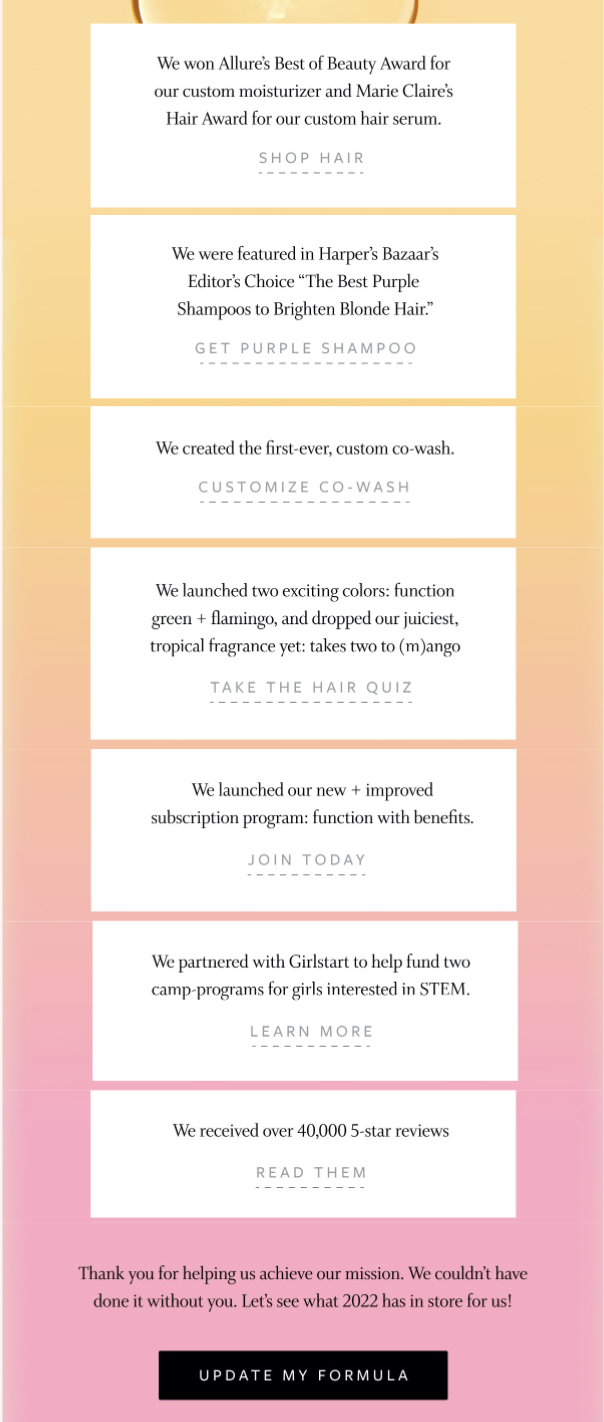 We won Allure’s Best of Beauty Award for
our custom moisturizer and Marie Claire’s
Hair Award for our custom hair serum.
SHOP HAIR
We were featured in Harper’s Bazaar’s
Editor’s Choice “The Best Purple
Shampoos to Brighten Blonde Hair.”
GET PURPLE SHAMPOO
We created the first-ever, custom co-wash.
CUSTOMIZE CO-WASH
We launched two exciting colors: function
green + flamingo, and dropped our juiciest,
tropical fragrance yet: takes two to (m)ango
TAKE THE HAIR QUIZ
We launched our new + improved
subscription program: function with benefits.
JOIN TODAY
We partnered with Girlstart to help fund two
camp-programs for girls interested in STEM.
LEARN MORE
We received over 40,000 5-star reviews
READ THEM
Thank you for helping us achieve our mission. We couldn’t have
done it without you. Let’s see what 2022 has in store for us!
UPDATE MY FORMULA